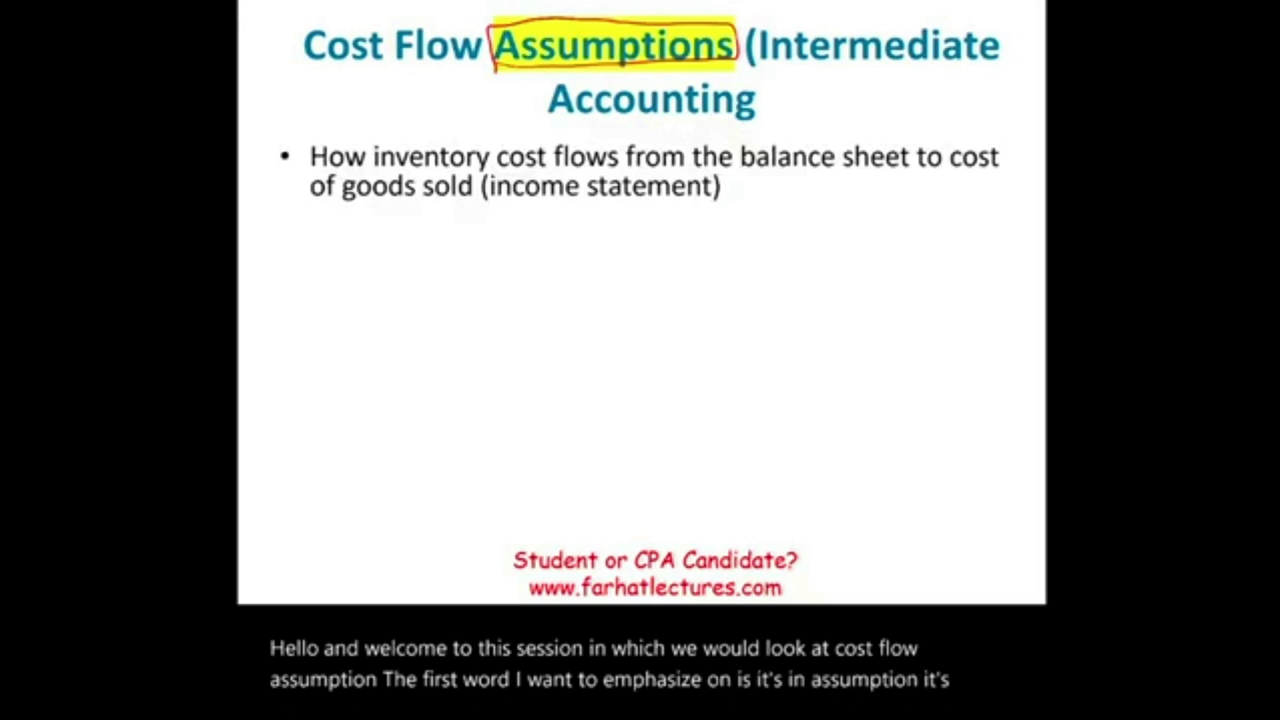 Cost Flow Assumptions (Intermediate
Accounting
• How inventory cost flows from the balance sheet to cost
of goods sold (income statement)
Student or CPA Candidate?
www.farhatlectures.com
Hello and welcome to this session in which we would look at cost flow
assumption The first word I want to emphasize on is it's in assumption it's